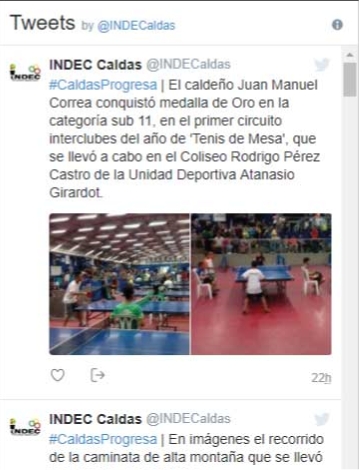 Tweets by @INDECaldas
INDEC Caldas @INDECaldas
#CaldasProgresa | El caldeño Juan Manuel
Correa conquistó medalla de Oro en la
categoría sub 11, en el primer circuito
interclubes del año de 'Tenis de Mesa', que
se llevó a cabo en el Coliseo Rodrigo Pérez
Castro de la Unidad Deportiva Atanasio
Girardot.
22h
INDEC Caldas @INDECaldas
#CaldasProgresa | En imágenes el recorrido
de la caminata de alta montaña que se llevó